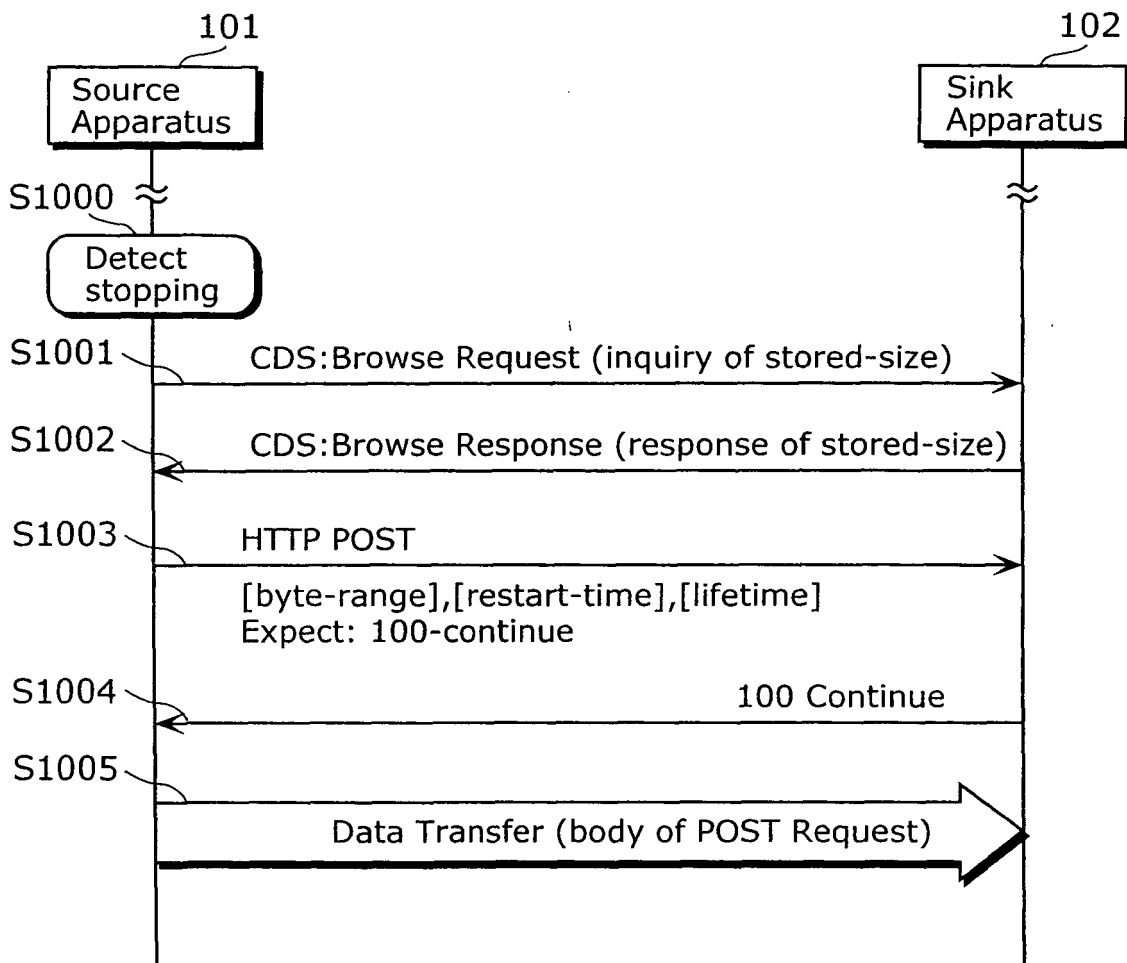 101
102
Source
Apparatus
Sink
Apparatus
S1000
Detect
stopping
S1001
CDS:Browse Request (inquiry of stored-size)
S1002
CDS:Browse Response (response of stored-size)
S1003
HTTP POST
[byte-range],[restart-time],[lifetime]
Expect: 100-continue
S1004
100 Continue
S1005
Data Transfer (body of POST Request)